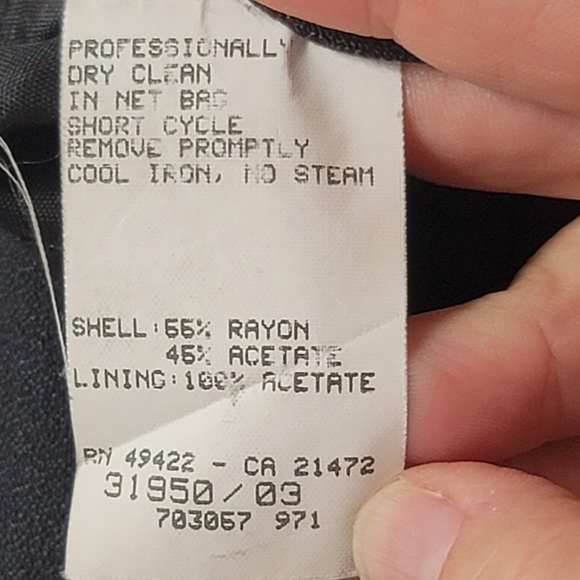 PROFESSIONALLY
DRY CLEAN
IN NET BAG
SHORT CYCLE
REMOVE PROMPTLY
COOL IRON, NO STEAM
SHELL:55% RAYON
45% ACETATE
LINING:100% ACETATE
RN 49422 - CA 21472
31950/03
703067 971